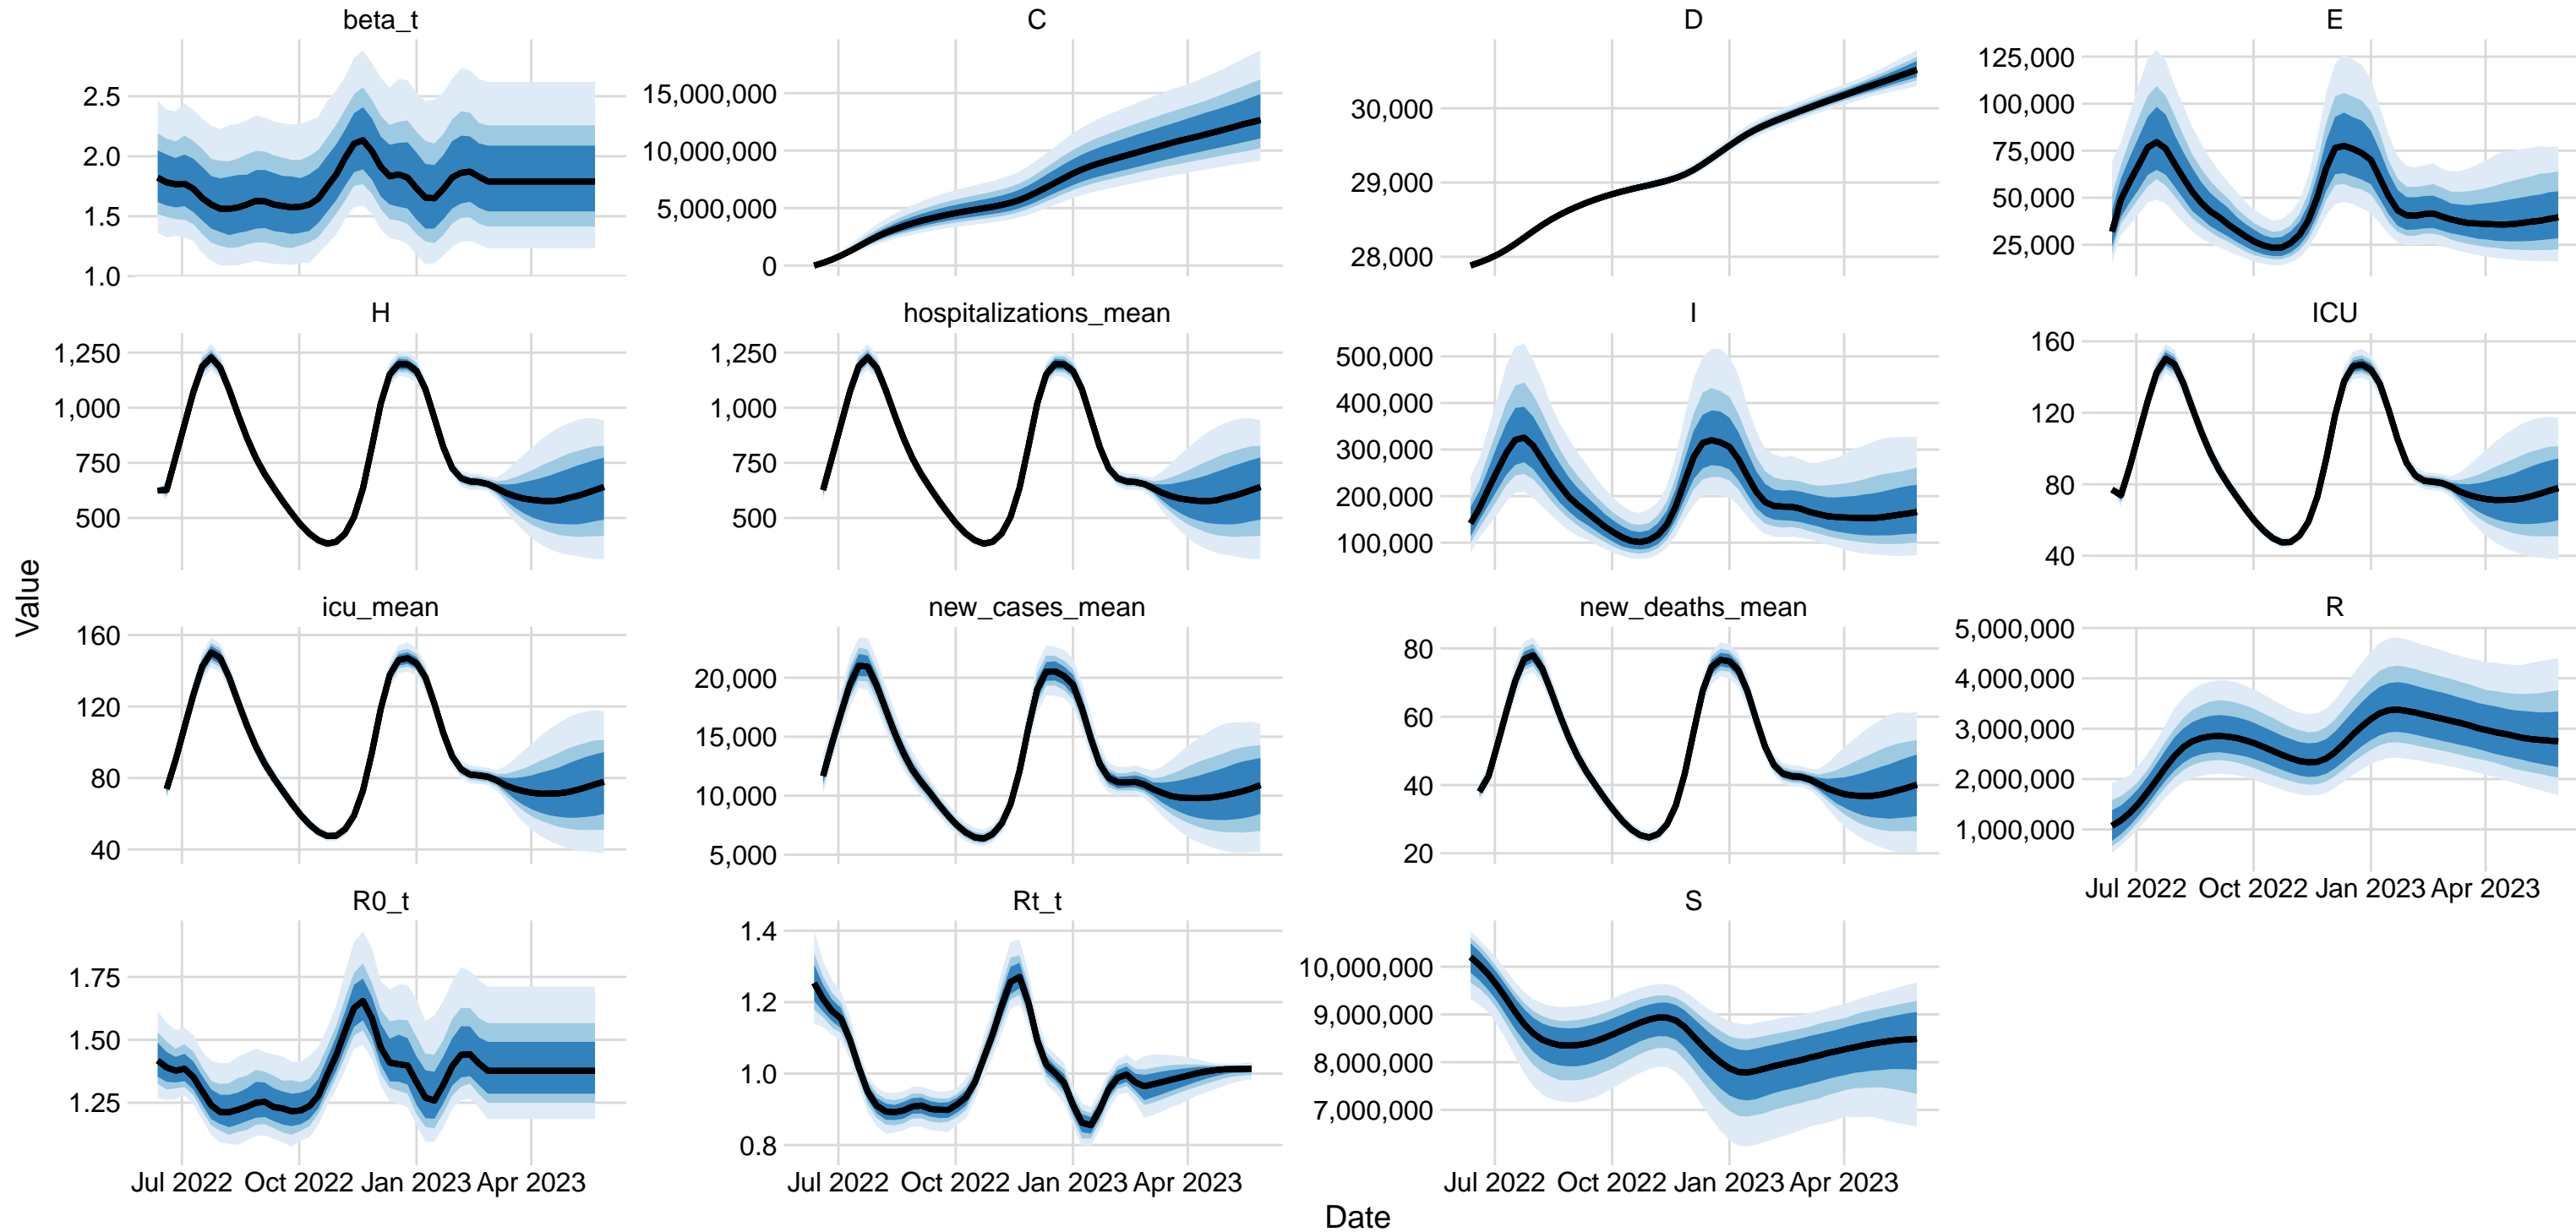 beta_t
C
D
E
2.5
2.0
1.5
1.0
15,000,000
10,000,000
5,000,000
0
30,000
29,000
28,000
125,000
100,000
75,000
50,000
25,000
H
hospitalizations_mean
I
ICU
1,250
1,000
750
500
1,250
1,000
750
500
500,000
400,000
300,000
200,000
100,000
160
120
80
40
Value
icu_mean
new_cases_mean
new_deaths_mean
R
160
120
80
40
20,000
15,000
10,000
5,000
80
60
40
20
5,000,000
4,000,000
3,000,000
2,000,000
1,000,000
Jul 2022 Oct 2022 Jan 2023 Apr 2023
R0_t
Rt_t
S
1.75
1.50
1.25
1.4
1.2
1.0
0.8
10,000,000
9,000,000
8,000,000
7,000,000
Jul 2022 Oct 2022 Jan 2023 Apr 2023
Jul 2022 Oct 2022 Jan 2023 Apr 2023
Jul 2022 Oct 2022 Jan 2023 Apr 2023
Date